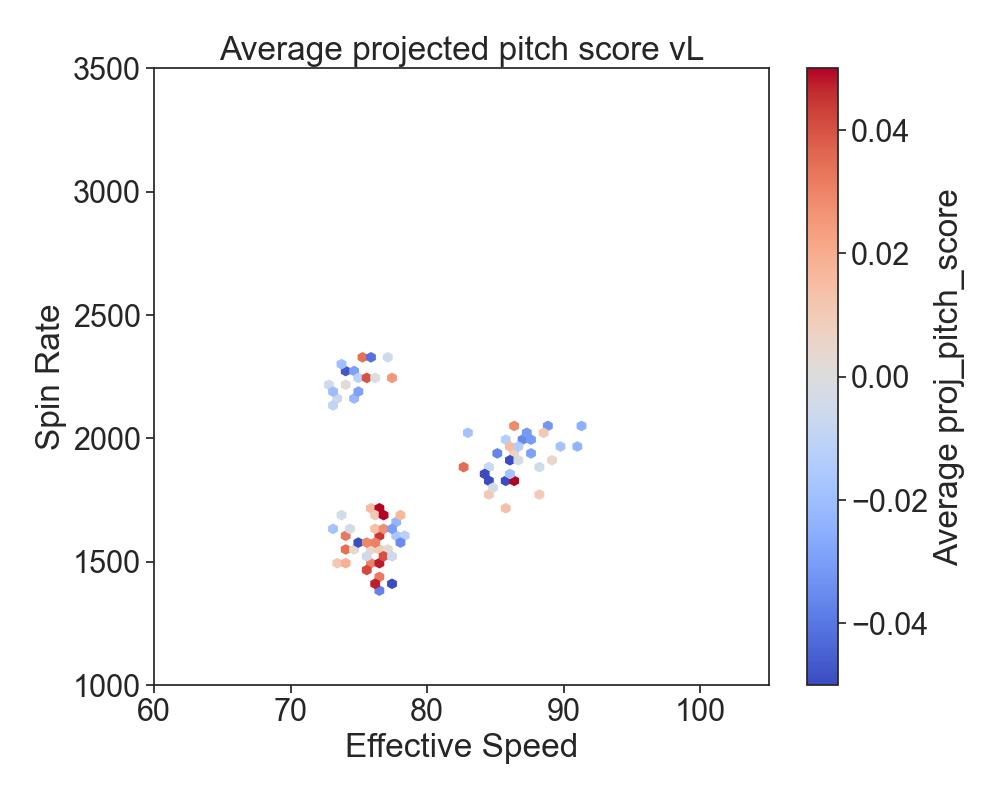 Average projected pitch score vL
3500
3000
2500
2000
1500
1000
Spin Rate
60 70 80 90 100
Effective Speed
0.04
0.02
0.00
−0.02
−0.04
Average proj_pitch_score